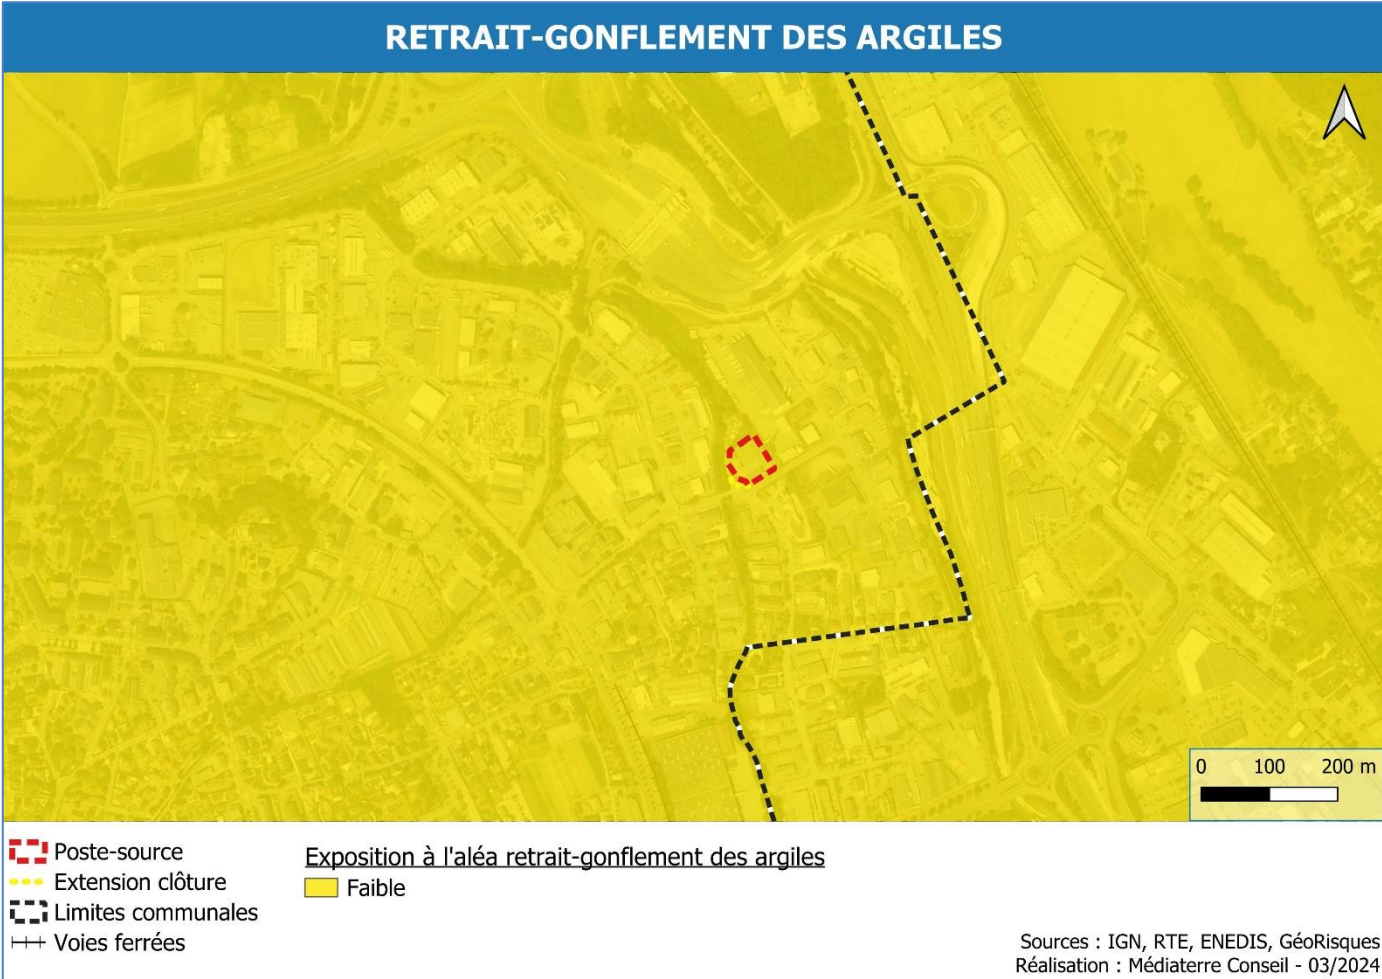 RETRAIT-GONFLEMENT DES ARGILES
0 100 200 m
Poste-source
Extension clôture
Limites communales
Voies ferrées
Exposition à l'aléa retrait-gonflement des argiles
Faible
Sources : IGN, RTE, ENEDIS, GéoRisques
Réalisation : Médiaterre Conseil - 03/2024